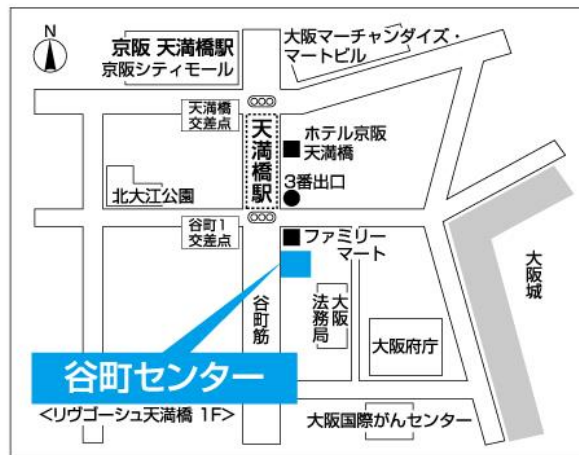 N
京阪 天満橋駅
京阪シティモール
大阪マーチャンダイズ・
マートビル
天満橋
交差点
天満橋駅
ホテル京阪
天満橋
3番出口
北大江公園
谷町1
交差点
ファミリー
マート
大阪城
谷町筋
大阪
法務局
大阪府庁
谷町センター
<リヴゴーシュ天満橋 1F>
大阪国際がんセンター